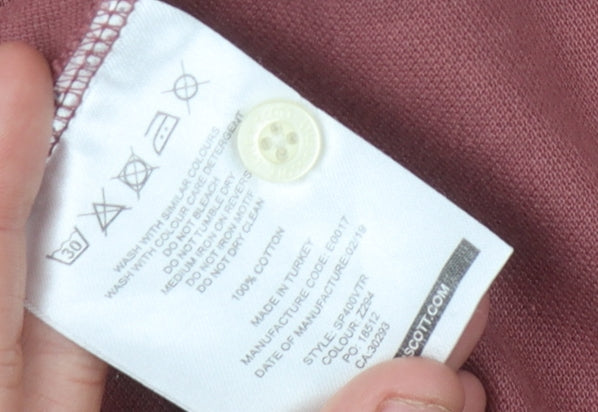 30
WASH WITH SIMILAR COLOURS
WASH WITH COLOUR CARE DETERGENT
DO NOT BLEACH
DO NOT TUMBLE DRY
MEDIUM IRON ON REVERSE
DO NOT IRON MOTIF
DO NOT DRY CLEAN
100% COTTON
MADE IN TURKEY
MANUFACTURE CODE: E0017
DATE OF MANUFACTURE:02/19
STYLE: SP400VTR
COLOUR: Z294
PO: 18512
CA:30293
SCOTT.COM